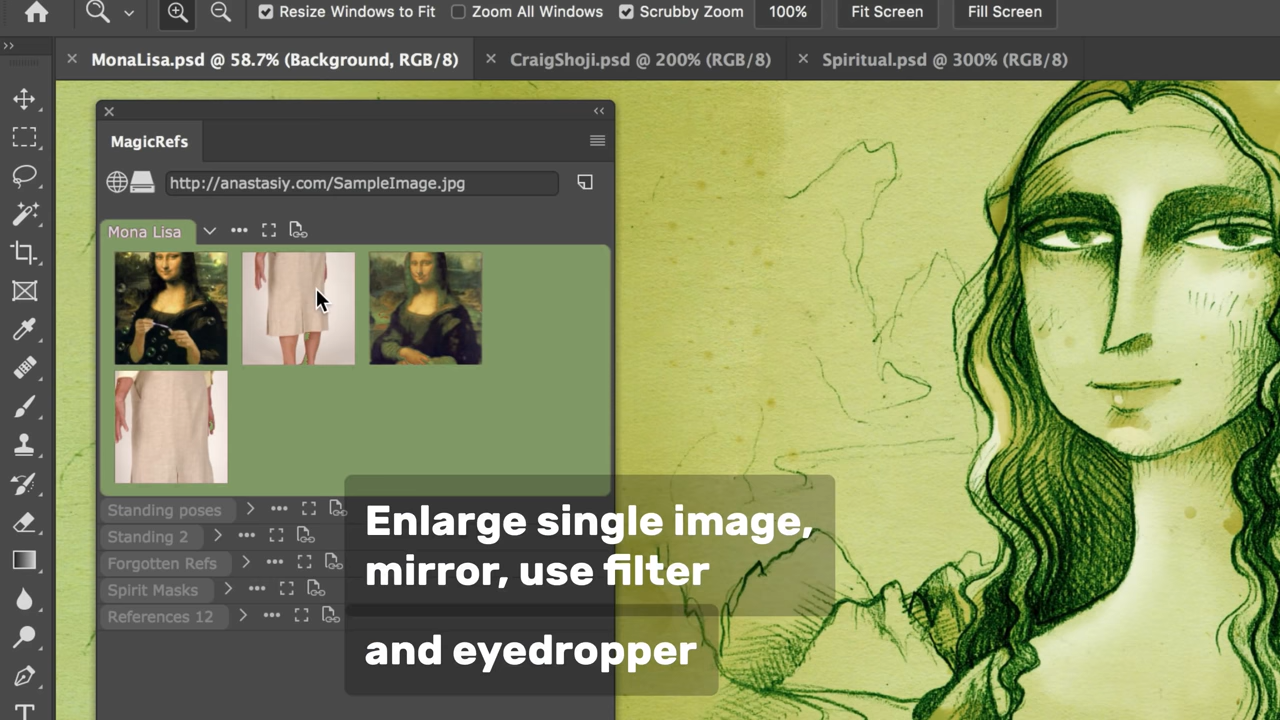 Resize Windows to Fit Zoom All Windows Scrubby Zoom 100% Fit Screen Fill Screen
MonaLisa.psd @ 58.7% (Background, RGB/8) CraigShoji.psd @ 200% (RGB/8) Spiritual.psd @ 300% (RGB/8)
MagicRefs
http://anastasiy.com/SampleImage.jpg
Mona Lisa
Standing poses
Standing 2
Forgotten Refs
Spirit Masks
References 12
Enlarge single image,
mirror, use filter
and eyedropper